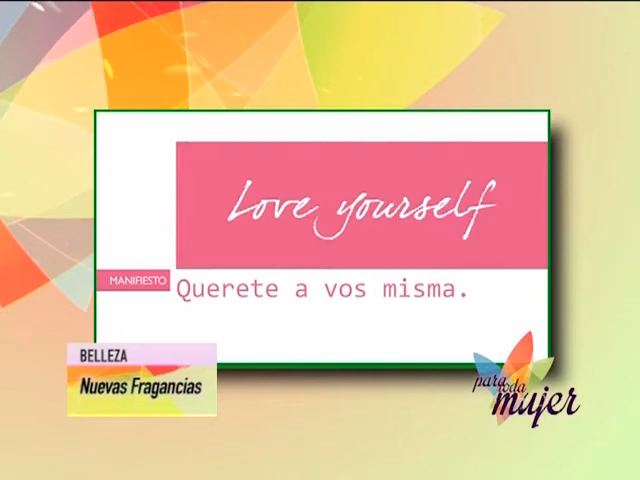 Love yourself
MANIFIESTO
Querete a vos misma.
BELLEZA
Nuevas Fragancias
para
toda
mujer